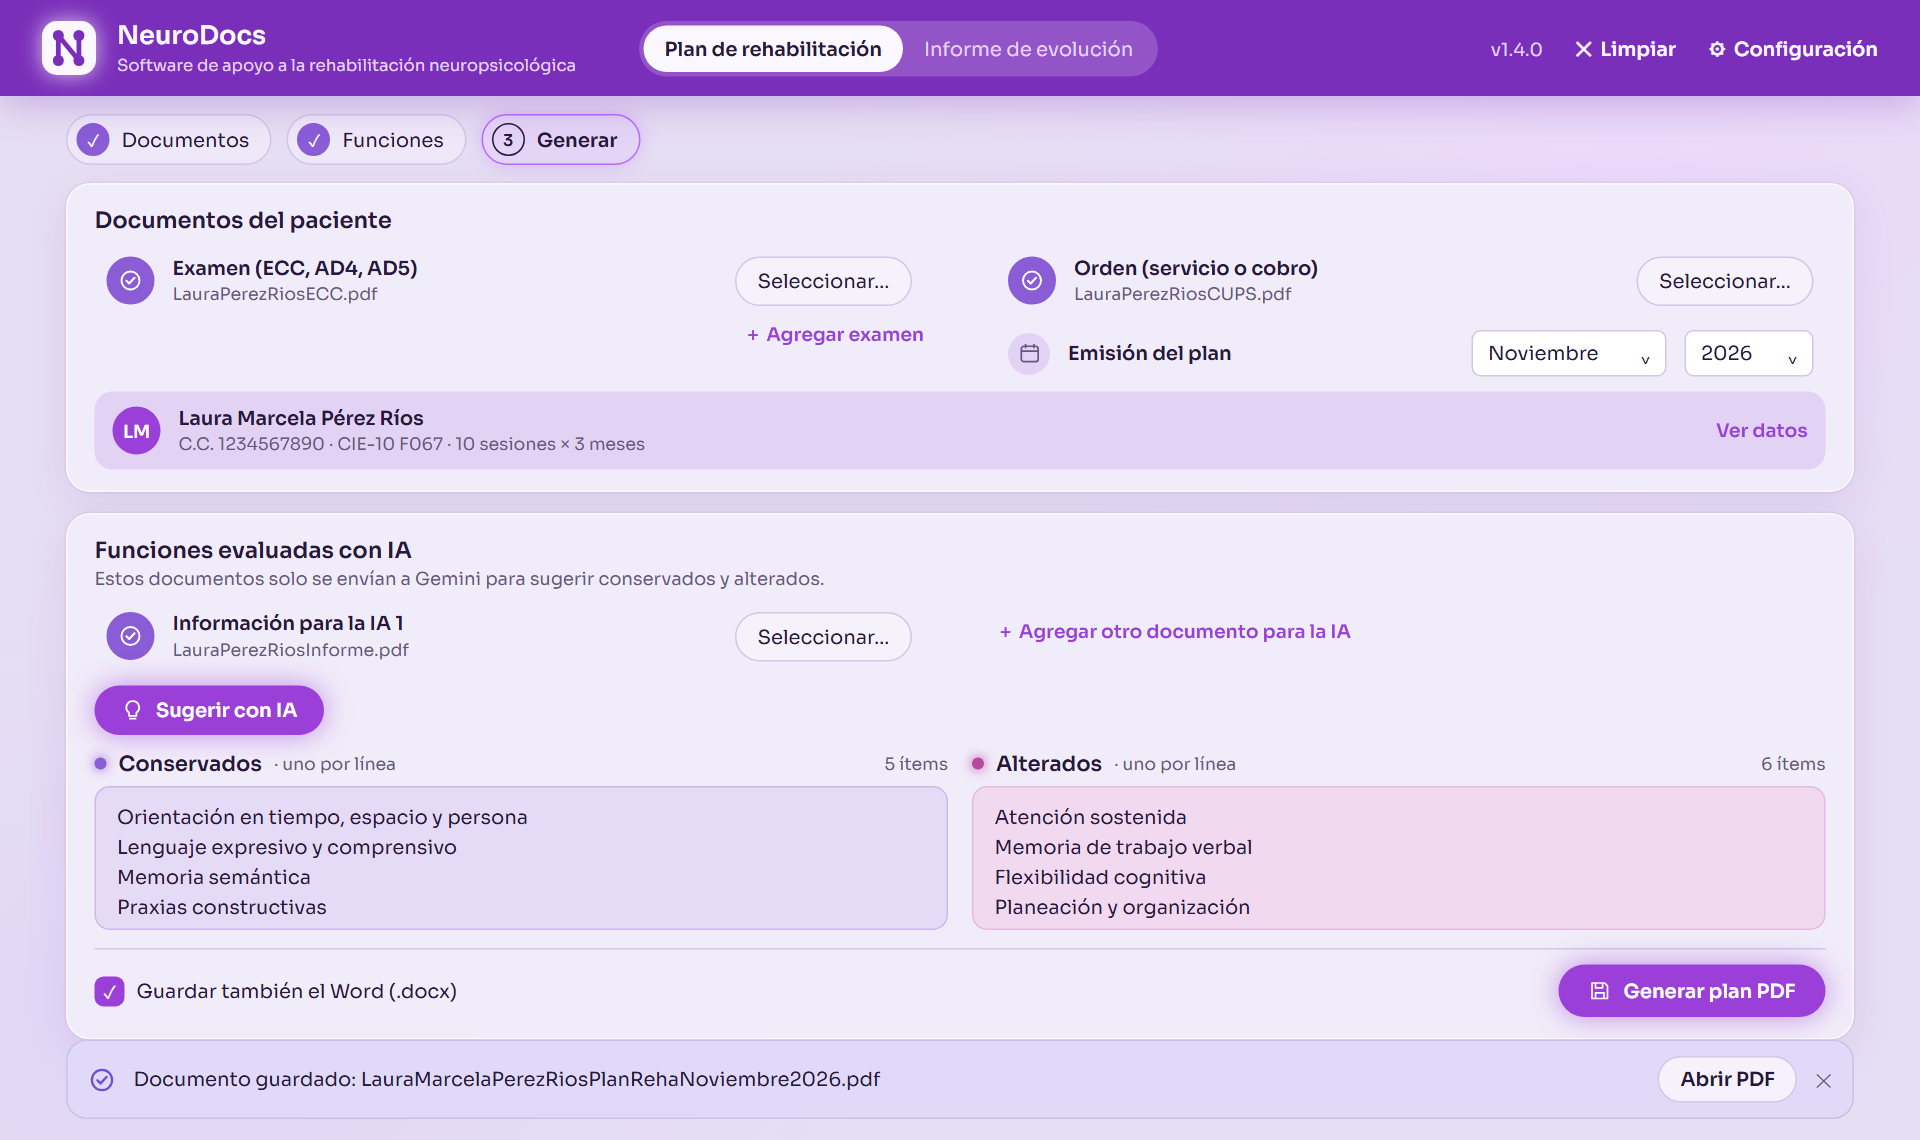 NeuroDocs
Software de apoyo a la rehabilitación neuropsicológica
Plan de rehabilitación
Informe de evolución
v1.4.0
Limpiar
Configuración
Documentos
Funciones
3 Generar
Documentos del paciente
Examen (ECC, AD4, AD5)
LauraPerezRiosECC.pdf
Seleccionar...
+ Agregar examen
Orden (servicio o cobro)
LauraPerezRiosCUPS.pdf
Seleccionar...
Emisión del plan
Noviembre
2026
LM
Laura Marcela Pérez Ríos
C.C. 1234567890 · CIE-10 F067 · 10 sesiones × 3 meses
Ver datos
Funciones evaluadas con IA
Estos documentos solo se envían a Gemini para sugerir conservados y alterados.
Información para la IA 1
LauraPerezRiosInforme.pdf
Seleccionar...
+ Agregar otro documento para la IA
Sugerir con IA
Conservados · uno por línea
5 ítems
Orientación en tiempo, espacio y persona
Lenguaje expresivo y comprensivo
Memoria semántica
Praxias constructivas
Alterados · uno por línea
6 ítems
Atención sostenida
Memoria de trabajo verbal
Flexibilidad cognitiva
Planeación y organización
Guardar también el Word (.docx)
Generar plan PDF
Documento guardado: LauraMarcelaPerezRiosPlanRehaNoviembre2026.pdf
Abrir PDF